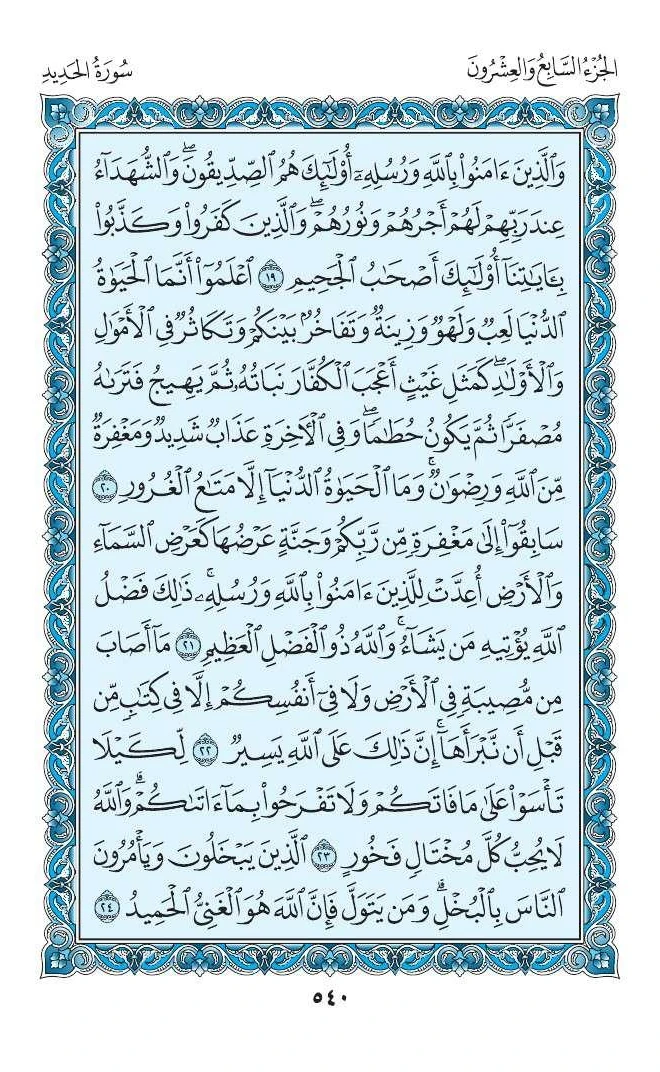 الجُزْءُ السَّابِعُ وَالعِشْرُونَ
سُورَةُ الحَدِيدِ
وَٱلَّذِينَ ءَامَنُوا۟ بِٱللَّهِ وَرُسُلِهِۦٓ أُو۟لَـٰٓئِكَ هُمُ ٱلصِّدِّيقُونَ ۖ وَٱلشُّهَدَآءُ
عِندَ رَبِّهِمْ لَهُمْ أَجْرُهُمْ وَنُورُهُمْ ۖ وَٱلَّذِينَ كَفَرُوا۟ وَكَذَّبُوا۟
بِـَٔايَـٰتِنَآ أُو۟لَـٰٓئِكَ أَصْحَـٰبُ ٱلْجَحِيمِ ١٩ ٱعْلَمُوٓا۟ أَنَّمَا ٱلْحَيَوٰةُ
ٱلدُّنْيَا لَعِبٌ وَلَهْوٌ وَزِينَةٌ وَتَفَاخُرٌۢ بَيْنَكُمْ وَتَكَاثُرٌ فِى ٱلْأَمْوَٰلِ
وَٱلْأَوْلَـٰدِ ۖ كَمَثَلِ غَيْثٍ أَعْجَبَ ٱلْكُفَّارَ نَبَاتُهُۥ ثُمَّ يَهِيجُ فَتَرَىٰهُ
مُصْفَرًّا ثُمَّ يَكُونُ حُطَـٰمًا ۖ وَفِى ٱلْـَٔاخِرَةِ عَذَابٌ شَدِيدٌ وَمَغْفِرَةٌ
مِّنَ ٱللَّهِ وَرِضْوَٰنٌ ۚ وَمَا ٱلْحَيَوٰةُ ٱلدُّنْيَآ إِلَّا مَتَـٰعُ ٱلْغُرُورِ ٢٠
سَابِقُوٓا۟ إِلَىٰ مَغْفِرَةٍ مِّن رَّبِّكُمْ وَجَنَّةٍ عَرْضُهَا كَعَرْضِ ٱلسَّمَآءِ
وَٱلْأَرْضِ أُعِدَّتْ لِلَّذِينَ ءَامَنُوا۟ بِٱللَّهِ وَرُسُلِهِۦ ۚ ذَٰلِكَ فَضْلُ
ٱللَّهِ يُؤْتِيهِ مَن يَشَآءُ ۚ وَٱللَّهُ ذُو ٱلْفَضْلِ ٱلْعَظِيمِ ٢١ مَآ أَصَابَ
مِن مُّصِيبَةٍ فِى ٱلْأَرْضِ وَلَا فِىٓ أَنفُسِكُمْ إِلَّا فِى كِتَـٰبٍ مِّن
قَبْلِ أَن نَّبْرَأَهَآ ۚ إِنَّ ذَٰلِكَ عَلَى ٱللَّهِ يَسِيرٌ ٢٢ لِّكَيْلَا
تَأْسَوْا۟ عَلَىٰ مَا فَاتَكُمْ وَلَا تَفْرَحُوا۟ بِمَآ ءَاتَىٰكُمْ ۗ وَٱللَّهُ
لَا يُحِبُّ كُلَّ مُخْتَالٍ فَخُورٍ ٢٣ ٱلَّذِينَ يَبْخَلُونَ وَيَأْمُرُونَ
ٱلنَّاسَ بِٱلْبُخْلِ ۗ وَمَن يَتَوَلَّ فَإِنَّ ٱللَّهَ هُوَ ٱلْغَنِىُّ ٱلْحَمِيدُ ٢٤
٥٤٠